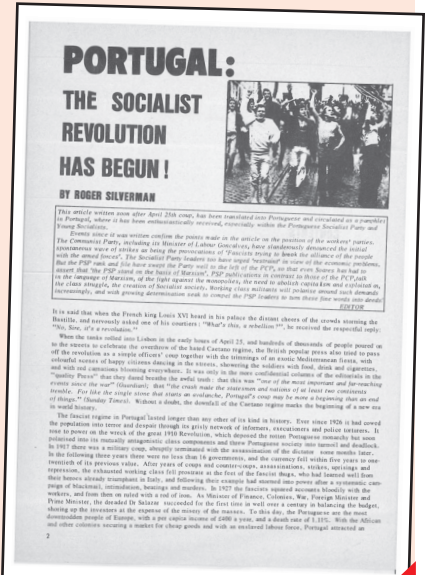 PORTUGAL:
THE SOCIALIST
REVOLUTION
HAS BEGUN!
BY ROGER SILVERMAN
This article written soon after April 25th coup, has been translated into Portuguese and circulated as a pamphlet
in Portugal, where it has been enthusiastically received, especially within the Portuguese Socialist Party and
Young Socialists.
Events since it was written confirm the points made in the article on the position of the workers' parties.
The Communist Party, including its Minister of Labour Goncalves, have slanderously denounced the initial
spontaneous wave of strikes as being the provocations of 'Fascists trying to break the alliance of the people
with the armed forces'. The Socialist Party leaders too have urged 'restraint' in view of the economic problems.
But the PSP rank and file have swept the Party well to the left of the PCP, so that even Soares has had to
assert that 'the PSP stand on the basis of Marxism'. PSP publications in contrast to those of the PCP, talk
in the language of Marxism, of the fight against the monopolies, the need to abolish capitalism and exploitation,
the class struggle, the creation of Socialist society. Working class militants will gather around such demands
increasingly, and with growing determination seek to compel the PSP leaders to turn these fine words into deeds
EDITOR
It is said that when the French king Louis XVI heard in his palace the distant cheers of the crowds storming the
Bastille, and nervously asked one of his courtiers: "What's this, a rebellion?", he received the respectful reply:
"No, Sire, it's a revolution."
When the tanks rolled into Lisbon in the early hours of April 25, and hundreds of thousands of people poured on
to the streets to celebrate the overthrow of the hated Caetano regime, the British popular press also tried to pass
off the revolution as a simple officers' coup together with the trimmings of an exotic Mediterranean fiesta, with
colourful scenes of happy citizens dancing in the streets, showering the soldiers with food, drink and cigarettes,
and with red carnations blooming everywhere. It was only in the more confidential columns of the editorials in the
"quality Press" that they dared breathe the awful truth: that this was "one of the most important and far-reaching
events since the war" (Guardian); that "the crash made the statesmen and nations of at least two continents
tremble. For like the single stone that starts an avalanche, Portugal's coup may be more a beginning than an end
of things." (Sunday Times). Without a doubt, the downfall of the Caetano regime marks the beginning of a new era
in world history.
The fascist regime in Portugal lasted longer than any other of its kind in history. Ever since 1926 it had cowed
the population into terror and despair through its grisly network of informers, executioners and police torturers. It
rose to power on the wreck of the great 1910 Revolution, which deposed the rotten Portuguese monarchy but soon
polarised into its mutually antagonistic class components and threw Portuguese society into turmoil and deadlock.
In 1917 there was a military coup, abruptly terminated with the assassination of the dictator some months later.
In the following three years there were no less than 16 governments, and the currency fell within five years to one-
twentieth of its previous value. After years of coups and counter-coups, assassinations, strikes, uprisings and
repression, the exhausted working class fell prostrate at the feet of the fascist thugs, who had learned well from
their heroes already triumphant in Italy, and following their example had stormed into power after a systematic cam-
paign of blackmail, intimidation, beatings and murders. In 1927 the fascists squared accounts bloodily with the
workers, and from then on ruled with a rod of iron. As Minister of Finance, Colonies, War, Foreign Minister and
Prime Minister, the dreaded Dr Salazar succeeded for the first time in well over a century in balancing the budget,
shoring up the investors at the expense of the misery of the masses. To this day, the Portuguese are the most
downtrodden people of Europe, with a per capita income of £400 a year, and a death rate of 1.11%. With the African
and other colonies securing a market for cheap goods and with an enslaved labour force, Portugal attracted an
2